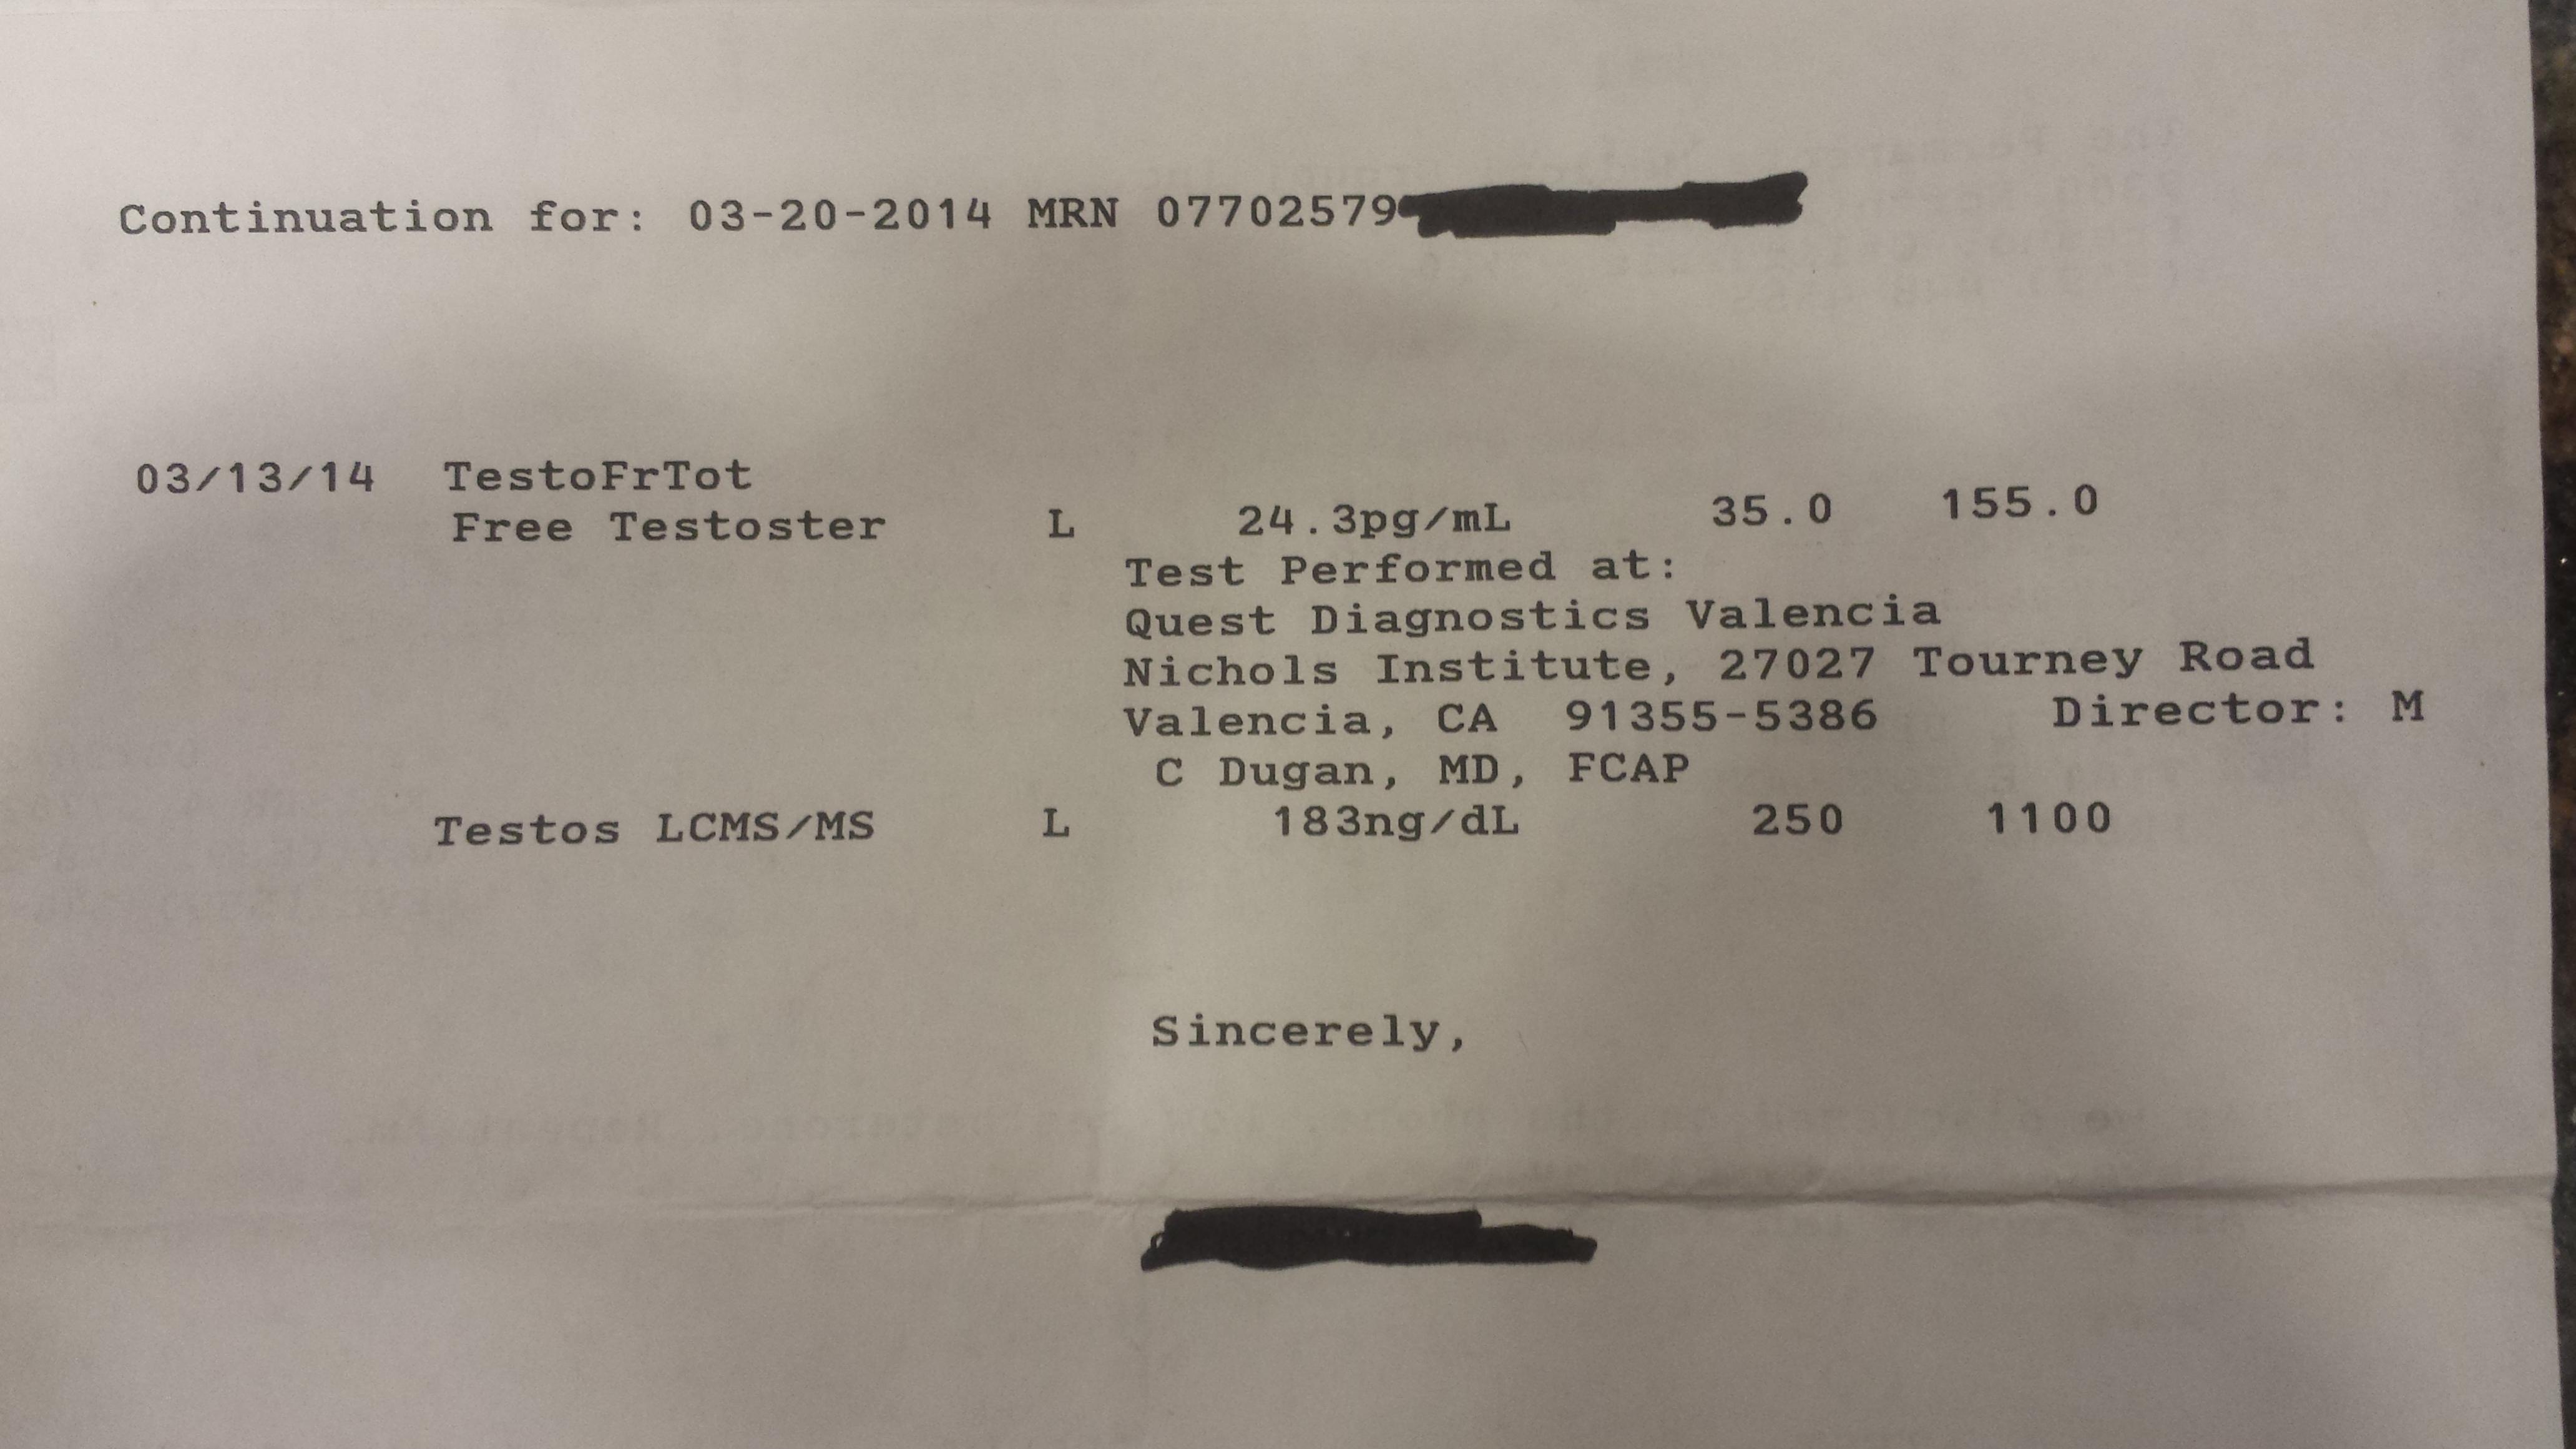 Continuation for: 03-20-2014 MRN 07702579
03/13/14 TestoFrTot
Free Testoster L 24.3pg/mL 35.0 155.0
Test Performed at:
Quest Diagnostics Valencia
Nichols Institute, 27027 Tourney Road
Valencia, CA 91355-5386 Director: M
C Dugan, MD, FCAP
Testos LCMS/MS L 183ng/dL 250 1100
Sincerely,